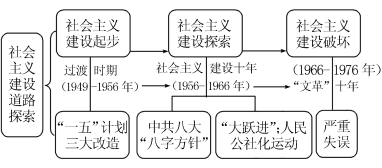 社会
主义
建设
道路
探索
社会主义
建设起步
社会主义
建设探索
社会主义
建设破坏
过渡时期
(1949-1956年)
社会主义建设十年
(1956-1966年)
(1966-1976年)
“文革”十年
“一五”计划
三大改造
中共八大
“八字方针”
“大跃进”;人民
公社化运动
严重
失误